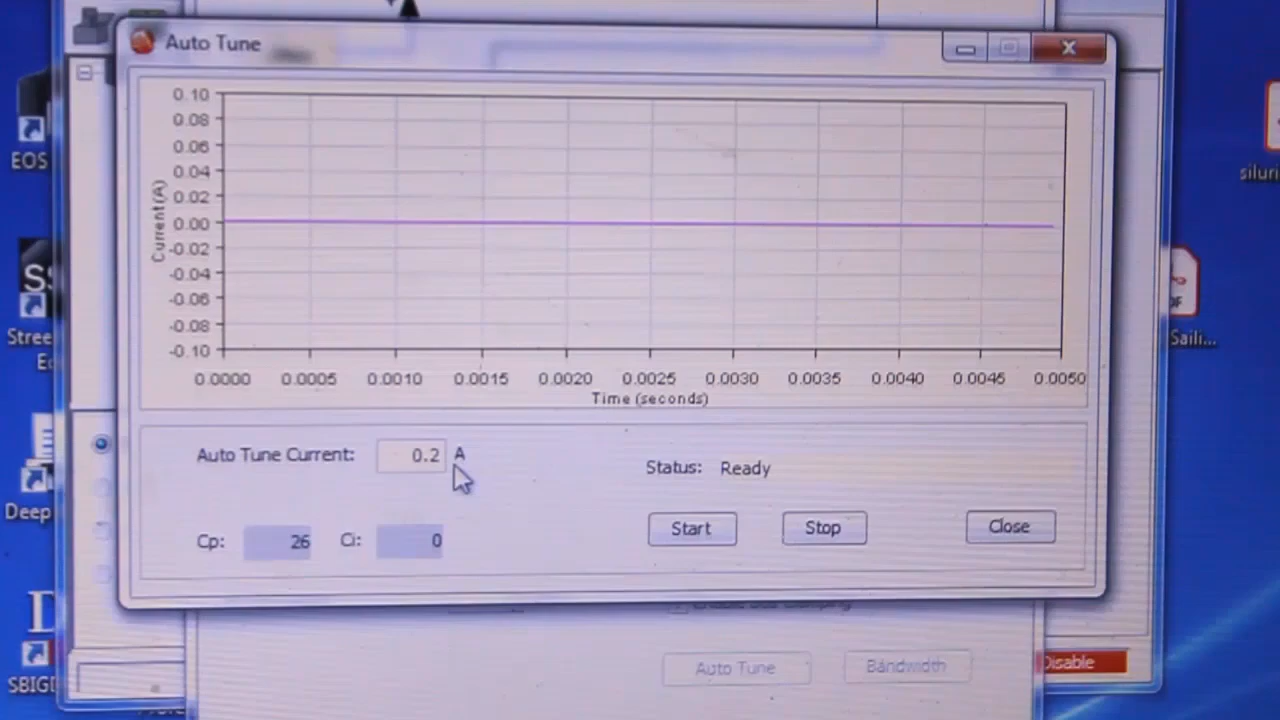 Auto Tune
0.10
0.08
0.06
0.04
0.02
0.00
-0.02
-0.04
-0.06
-0.08
-0.10
Current (A)
0.0000 0.0005 0.0010 0.0015 0.0020 0.0025 0.0030 0.0035 0.0040 0.0045 0.0050
Time (seconds)
Auto Tune Current: 0.2 A
Status: Ready
Cp: 26 Ci: 0
Start Stop Close
Auto Tune Bandwidth
Disable
EOS
SS
Stree
Deep
D
SBIG
Saili...